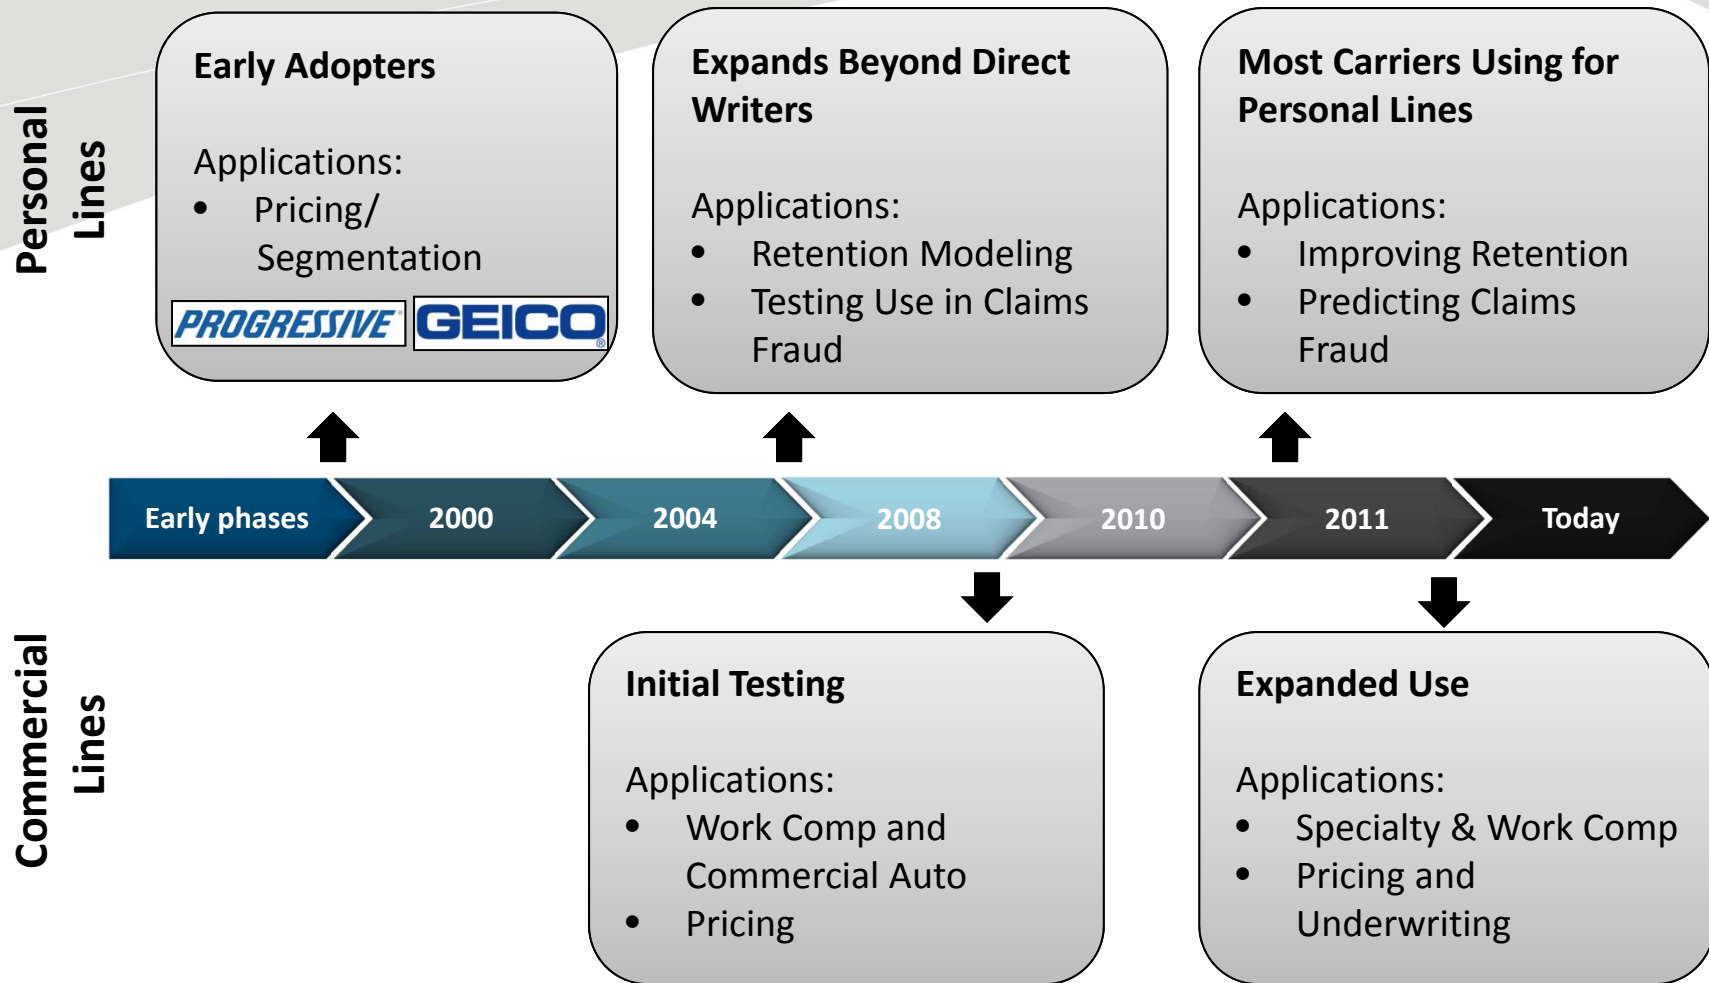 Personal
Lines
Early Adopters
Applications:
• Pricing/
Segmentation
PROGRESSIVE®
GEICO®
Expands Beyond Direct
Writers
Applications:
• Retention Modeling
• Testing Use in Claims
Fraud
Most Carriers Using for
Personal Lines
Applications:
• Improving Retention
• Predicting Claims
Fraud
Early phases
2000
2004
2008
2010
2011
Today
Commercial
Lines
Initial Testing
Applications:
• Work Comp and
Commercial Auto
• Pricing
Expanded Use
Applications:
• Specialty & Work Comp
• Pricing and
Underwriting